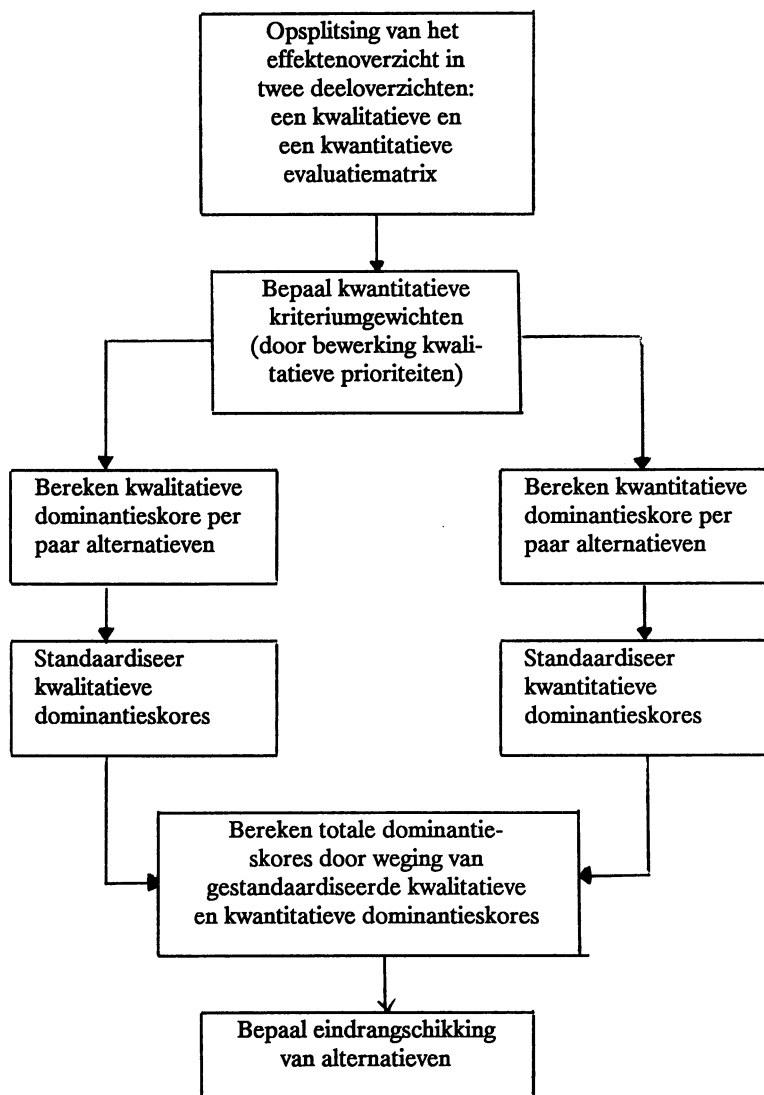 Opsplitsing van het
effektenoverzicht in
twee deeloverzichten:
een kwalitatieve en
een kwantitatieve
evaluatiematrix
Bepaal kwantitatieve
kriteriumgewichten
(door bewerking kwali-
tatieve prioriteiten)
Bereken kwalitatieve
dominantieskore per
paar alternatieven
Bereken kwantitatieve
dominantieskore per
paar alternatieven
Standaardiseer
kwalitatieve
dominantieskores
Standaardiseer
kwantitatieve
dominantieskores
Bereken totale dominantie-
skores door weging van
gestandaardiseerde kwalitatieve
en kwantitatieve dominantieskores
Bepaal eindrangschikking
van alternatieven